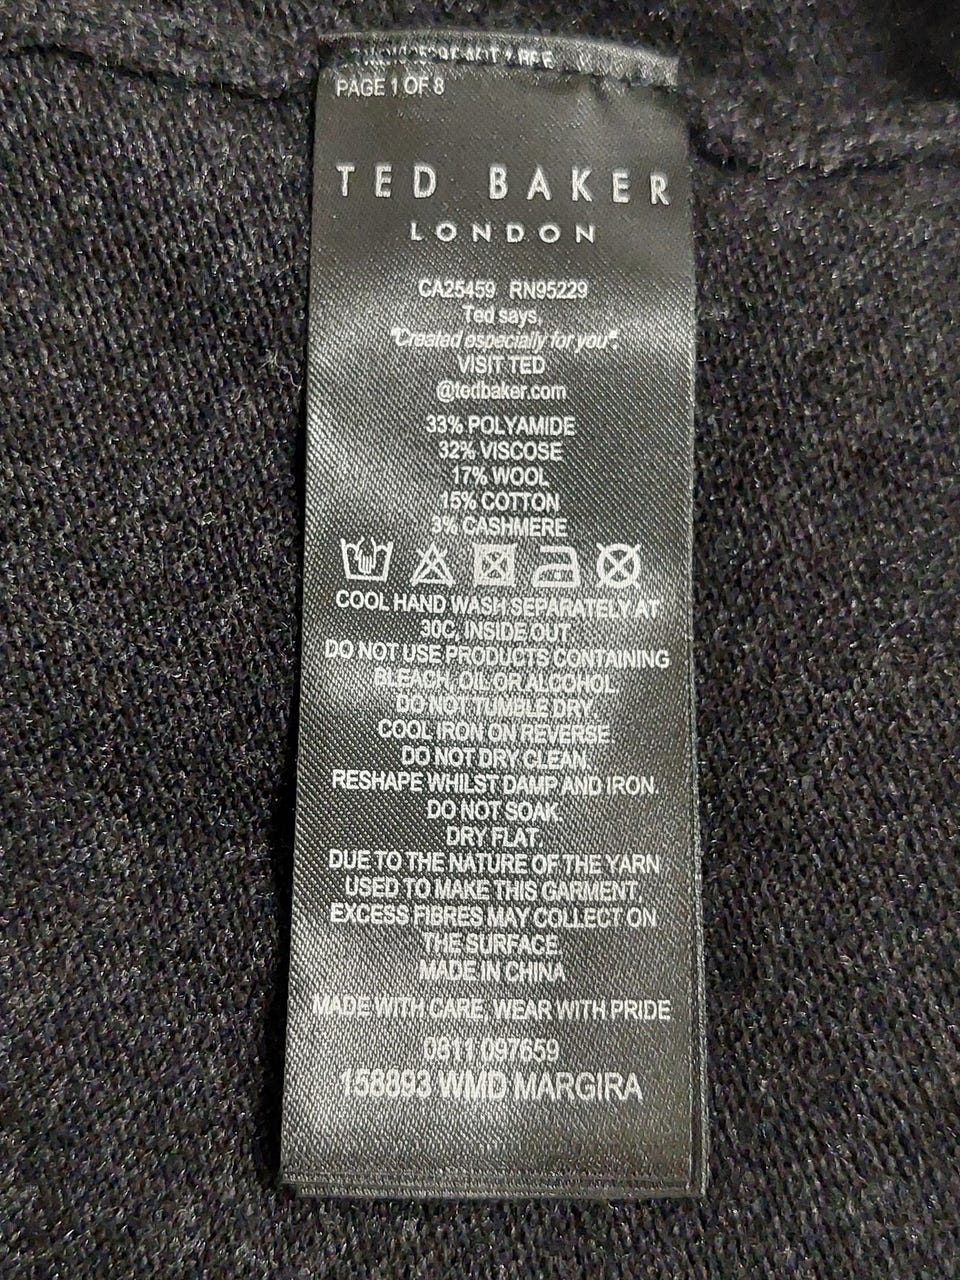 PAGE 1 OF 8
TED BAKER
LONDON
CA25459 RN95229
Ted says,
"Created especially for you".
VISIT TED
@tedbaker.com
33% POLYAMIDE
32% VISCOSE
17% WOOL
15% COTTON
3% CASHMERE
COOL HAND WASH SEPARATELY AT
30C, INSIDE OUT.
DO NOT USE PRODUCTS CONTAINING
BLEACH, OIL OR ALCOHOL.
DO NOT TUMBLE DRY.
COOL IRON ON REVERSE.
DO NOT DRY CLEAN.
RESHAPE WHILST DAMP AND IRON.
DO NOT SOAK.
DRY FLAT.
DUE TO THE NATURE OF THE YARN
USED TO MAKE THIS GARMENT,
EXCESS FIBRES MAY COLLECT ON
THE SURFACE
MADE IN CHINA
MADE WITH CARE, WEAR WITH PRIDE
0811 097659
158893 WMD MARGIRA